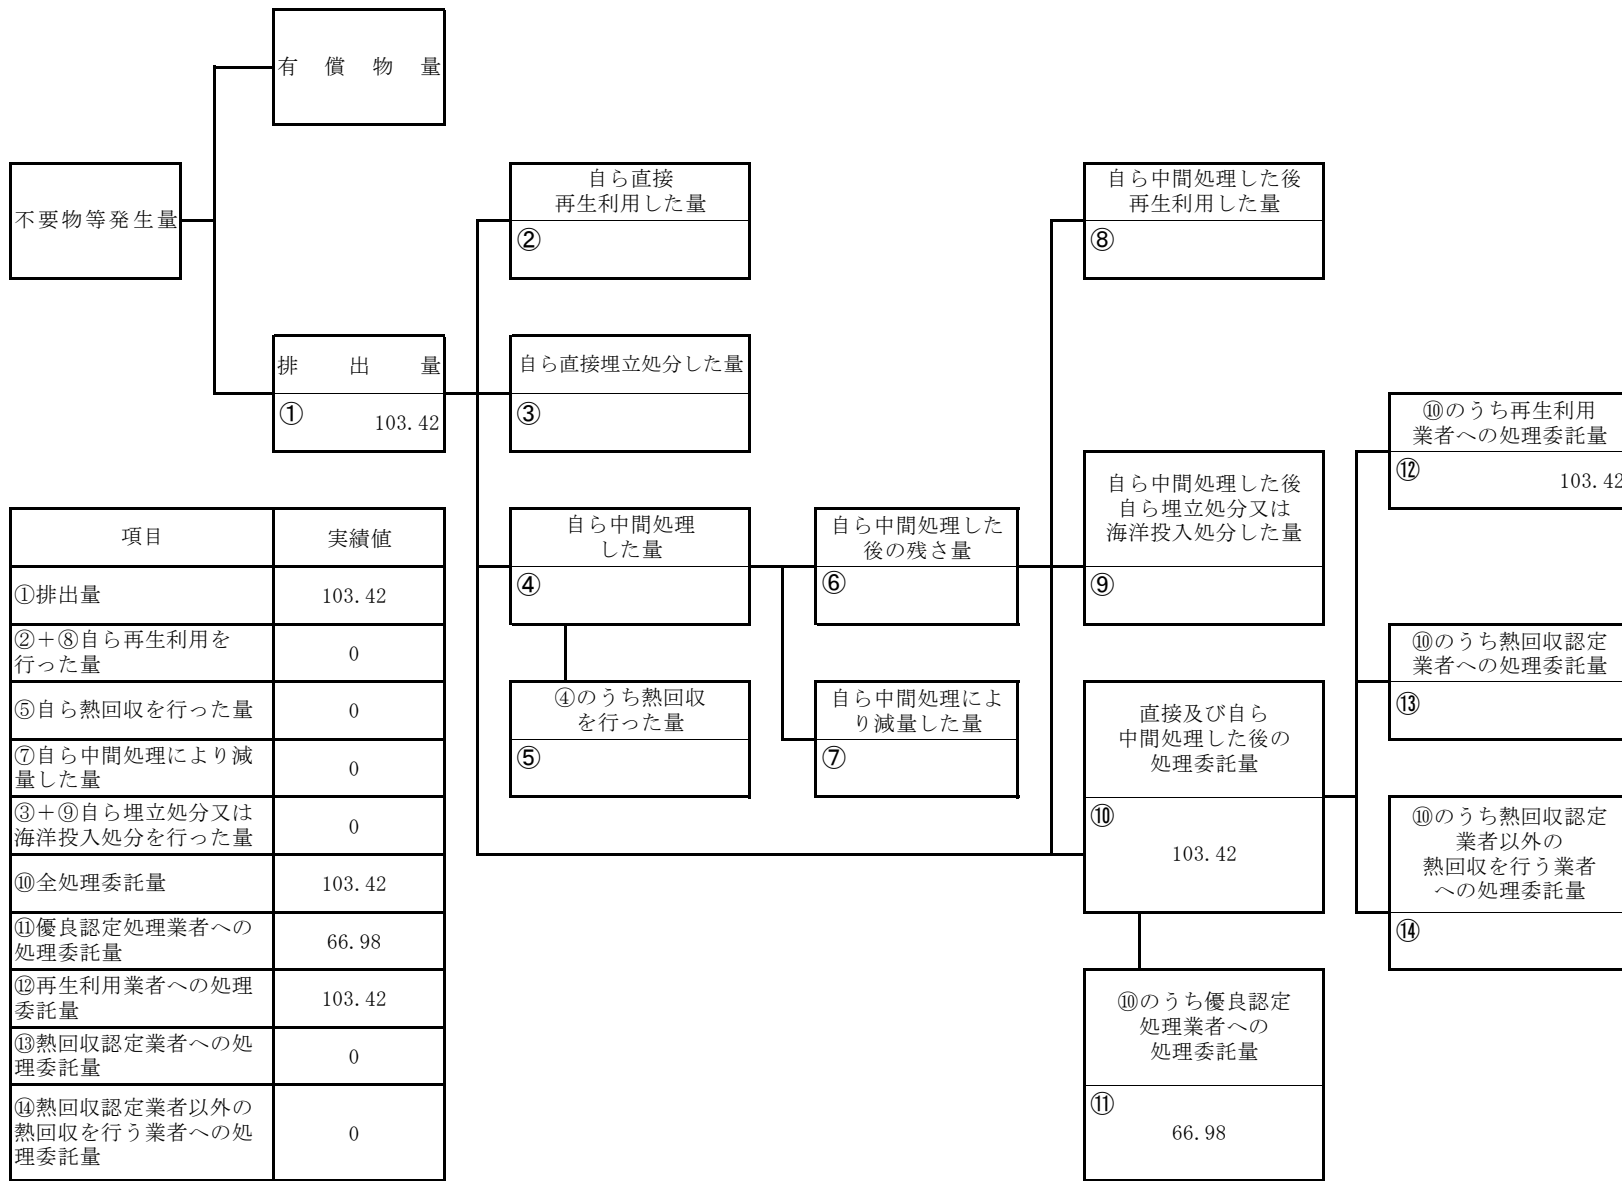 有償物量
不要物等発生量
排出量
①
103.42
自ら直接
再生利用した量
②
自ら直接埋立処分した量
③
自ら中間処理
した量
④
④のうち熱回収
を行った量
⑤
自ら中間処理した
後の残さ量
⑥
自ら中間処理によ
り減量した量
⑦
自ら中間処理した後
再生利用した量
⑧
自ら中間処理した後
自ら埋立処分又は
海洋投入処分した量
⑨
直接及び自ら
中間処理した後の
処理委託量
⑩
103.42
⑩のうち優良認定
処理業者への
処理委託量
⑪
66.98
⑩のうち再生利用
業者への処理委託量
⑫
103.42
⑩のうち熱回収認定
業者への処理委託量
⑬
⑩のうち熱回収認定
業者以外の
熱回収を行う業者
への処理委託量
⑭
項目 実績値
①排出量 103.42
②+⑧自ら再生利用を
行った量 0
⑤自ら熱回収を行った量 0
⑦自ら中間処理により減
量した量 0
③+⑨自ら埋立処分又は
海洋投入処分を行った量 0
⑩全処理委託量 103.42
⑪優良認定処理業者への
処理委託量 66.98
⑫再生利用業者への処理
委託量 103.42
⑬熱回収認定業者への処
理委託量 0
⑭熱回収認定業者以外の
熱回収を行う業者への処
理委託量 0